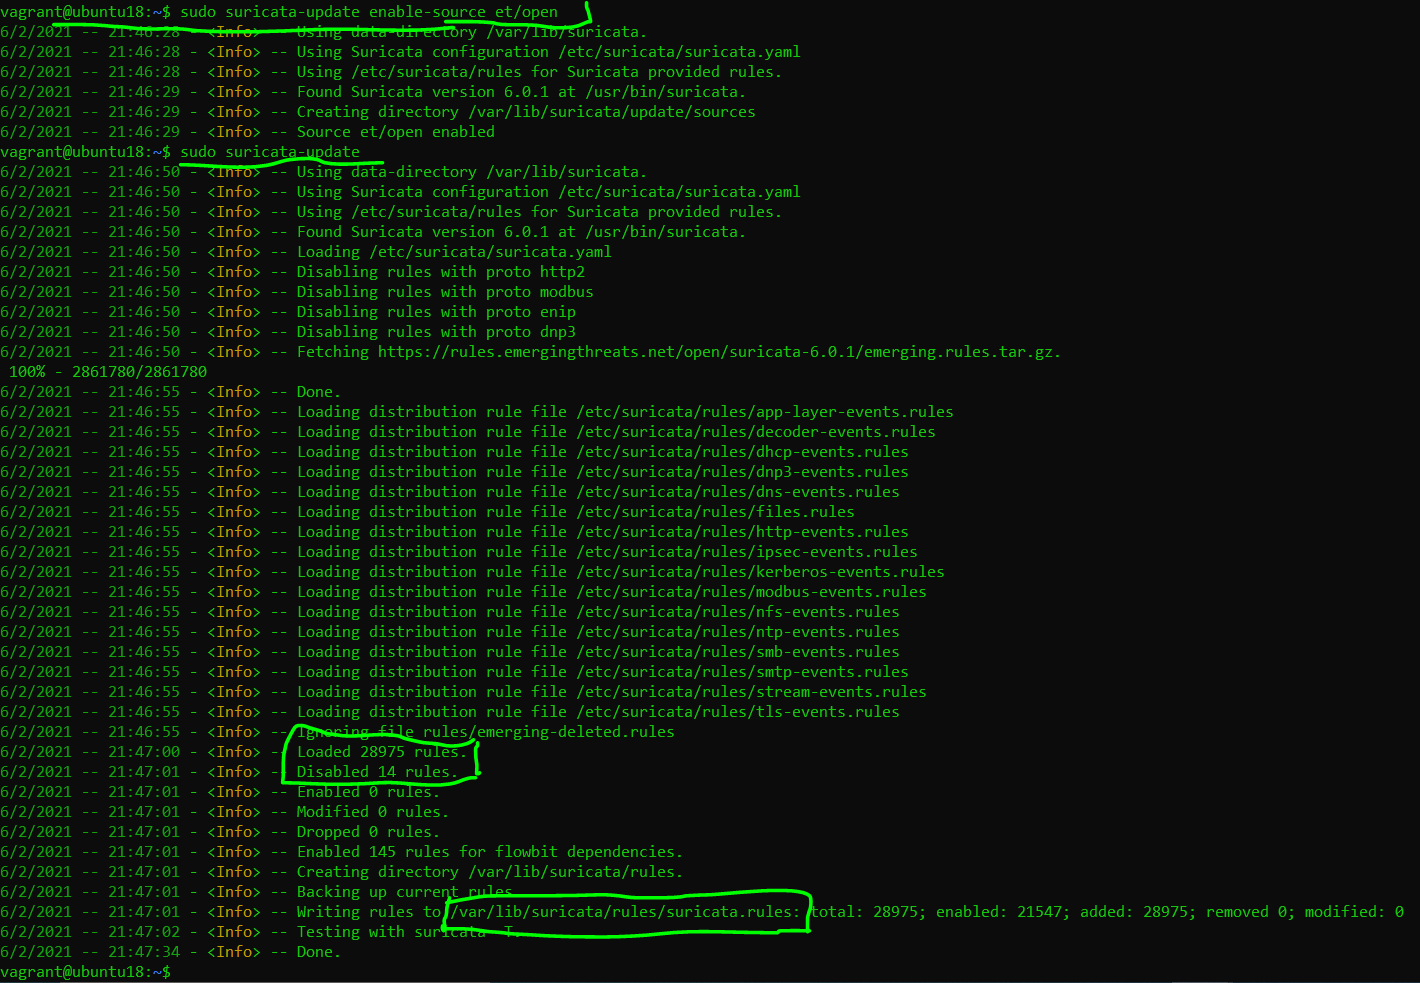 vagrant@ubuntu18:~$ sudo suricata-update enable-source et/open
6/2/2021 -- 21:46:28 - <Info> -- Using data-directory /var/lib/suricata.
6/2/2021 -- 21:46:28 - <Info> -- Using Suricata configuration /etc/suricata/suricata.yaml
6/2/2021 -- 21:46:28 - <Info> -- Using /etc/suricata/rules for Suricata provided rules.
6/2/2021 -- 21:46:29 - <Info> -- Found Suricata version 6.0.1 at /usr/bin/suricata.
6/2/2021 -- 21:46:29 - <Info> -- Creating directory /var/lib/suricata/update/sources
6/2/2021 -- 21:46:29 - <Info> -- Source et/open enabled
vagrant@ubuntu18:~$ sudo suricata-update
6/2/2021 -- 21:46:50 - <Info> -- Using data-directory /var/lib/suricata.
6/2/2021 -- 21:46:50 - <Info> -- Using Suricata configuration /etc/suricata/suricata.yaml
6/2/2021 -- 21:46:50 - <Info> -- Using /etc/suricata/rules for Suricata provided rules.
6/2/2021 -- 21:46:50 - <Info> -- Found Suricata version 6.0.1 at /usr/bin/suricata.
6/2/2021 -- 21:46:50 - <Info> -- Loading /etc/suricata/suricata.yaml
6/2/2021 -- 21:46:50 - <Info> -- Disabling rules with proto http2
6/2/2021 -- 21:46:50 - <Info> -- Disabling rules with proto modbus
6/2/2021 -- 21:46:50 - <Info> -- Disabling rules with proto enip
6/2/2021 -- 21:46:50 - <Info> -- Disabling rules with proto dnp3
6/2/2021 -- 21:46:50 - <Info> -- Fetching https://rules.emergingthreats.net/open/suricata-6.0.1/emerging.rules.tar.gz.
100% - 2861780/2861780
6/2/2021 -- 21:46:55 - <Info> -- Done.
6/2/2021 -- 21:46:55 - <Info> -- Loading distribution rule file /etc/suricata/rules/app-layer-events.rules
6/2/2021 -- 21:46:55 - <Info> -- Loading distribution rule file /etc/suricata/rules/decoder-events.rules
6/2/2021 -- 21:46:55 - <Info> -- Loading distribution rule file /etc/suricata/rules/dhcp-events.rules
6/2/2021 -- 21:46:55 - <Info> -- Loading distribution rule file /etc/suricata/rules/dnp3-events.rules
6/2/2021 -- 21:46:55 - <Info> -- Loading distribution rule file /etc/suricata/rules/dns-events.rules
6/2/2021 -- 21:46:55 - <Info> -- Loading distribution rule file /etc/suricata/rules/files.rules
6/2/2021 -- 21:46:55 - <Info> -- Loading distribution rule file /etc/suricata/rules/http-events.rules
6/2/2021 -- 21:46:55 - <Info> -- Loading distribution rule file /etc/suricata/rules/ipsec-events.rules
6/2/2021 -- 21:46:55 - <Info> -- Loading distribution rule file /etc/suricata/rules/kerberos-events.rules
6/2/2021 -- 21:46:55 - <Info> -- Loading distribution rule file /etc/suricata/rules/modbus-events.rules
6/2/2021 -- 21:46:55 - <Info> -- Loading distribution rule file /etc/suricata/rules/nfs-events.rules
6/2/2021 -- 21:46:55 - <Info> -- Loading distribution rule file /etc/suricata/rules/ntp-events.rules
6/2/2021 -- 21:46:55 - <Info> -- Loading distribution rule file /etc/suricata/rules/smb-events.rules
6/2/2021 -- 21:46:55 - <Info> -- Loading distribution rule file /etc/suricata/rules/smtp-events.rules
6/2/2021 -- 21:46:55 - <Info> -- Loading distribution rule file /etc/suricata/rules/stream-events.rules
6/2/2021 -- 21:46:55 - <Info> -- Loading distribution rule file /etc/suricata/rules/tls-events.rules
6/2/2021 -- 21:46:55 - <Info> -- Ignoring file rules/emerging-deleted.rules
6/2/2021 -- 21:47:00 - <Info> -- Loaded 28975 rules.
6/2/2021 -- 21:47:01 - <Info> -- Disabled 14 rules.
6/2/2021 -- 21:47:01 - <Info> -- Enabled 0 rules.
6/2/2021 -- 21:47:01 - <Info> -- Modified 0 rules.
6/2/2021 -- 21:47:01 - <Info> -- Dropped 0 rules.
6/2/2021 -- 21:47:01 - <Info> -- Enabled 145 rules for flowbit dependencies.
6/2/2021 -- 21:47:01 - <Info> -- Creating directory /var/lib/suricata/rules.
6/2/2021 -- 21:47:01 - <Info> -- Backing up current rules.
6/2/2021 -- 21:47:01 - <Info> -- Writing rules to /var/lib/suricata/rules/suricata.rules: total: 28975; enabled: 21547; added: 28975; removed 0; modified: 0
6/2/2021 -- 21:47:02 - <Info> -- Testing with suricata -T.
6/2/2021 -- 21:47:34 - <Info> -- Done.
vagrant@ubuntu18:~$